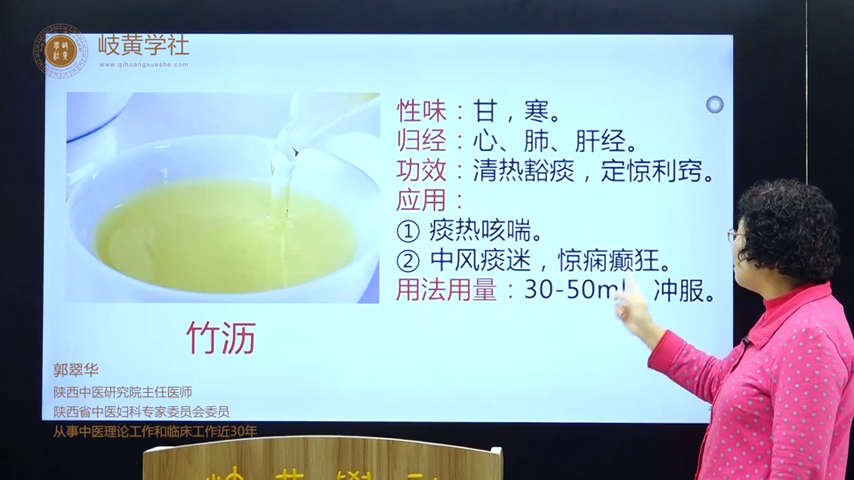 岐黄学社
www.qihuangxueshe.com
性味：甘，寒。
归经：心、肺、肝经。
功效：清热豁痰，定惊利窍。
应用：
① 痰热咳喘。
② 中风痰迷，惊痫癫狂。
用法用量：30-50ml 冲服。
竹沥
郭翠华
陕西中医研究院主任医师
陕西省中医妇科专家委员会委员
从事中医理论工作和临床工作近30年